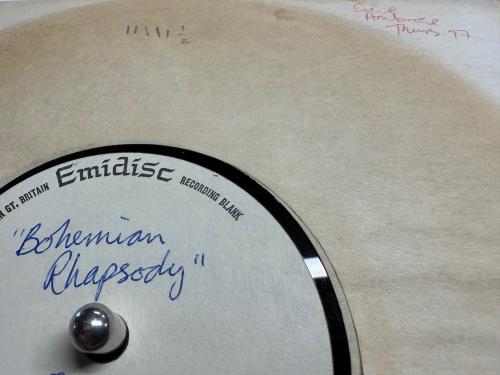 Thurs. 17
GT. BRITAIN Emidisc RECORDING BLANK
"Bohemian
Rhapsody"